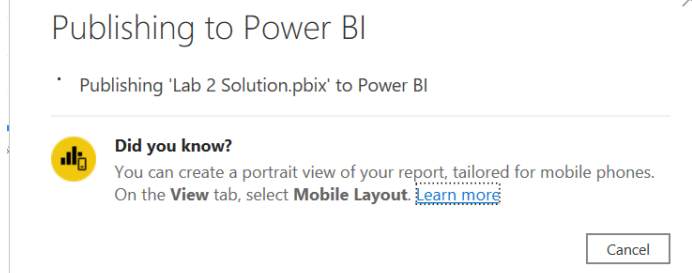 Publishing to Power BI
Publishing 'Lab 2 Solution.pbix' to Power BI
Did you know?
You can create a portrait view of your report, tailored for mobile phones.
On the View tab, select Mobile Layout. Learn more
Cancel